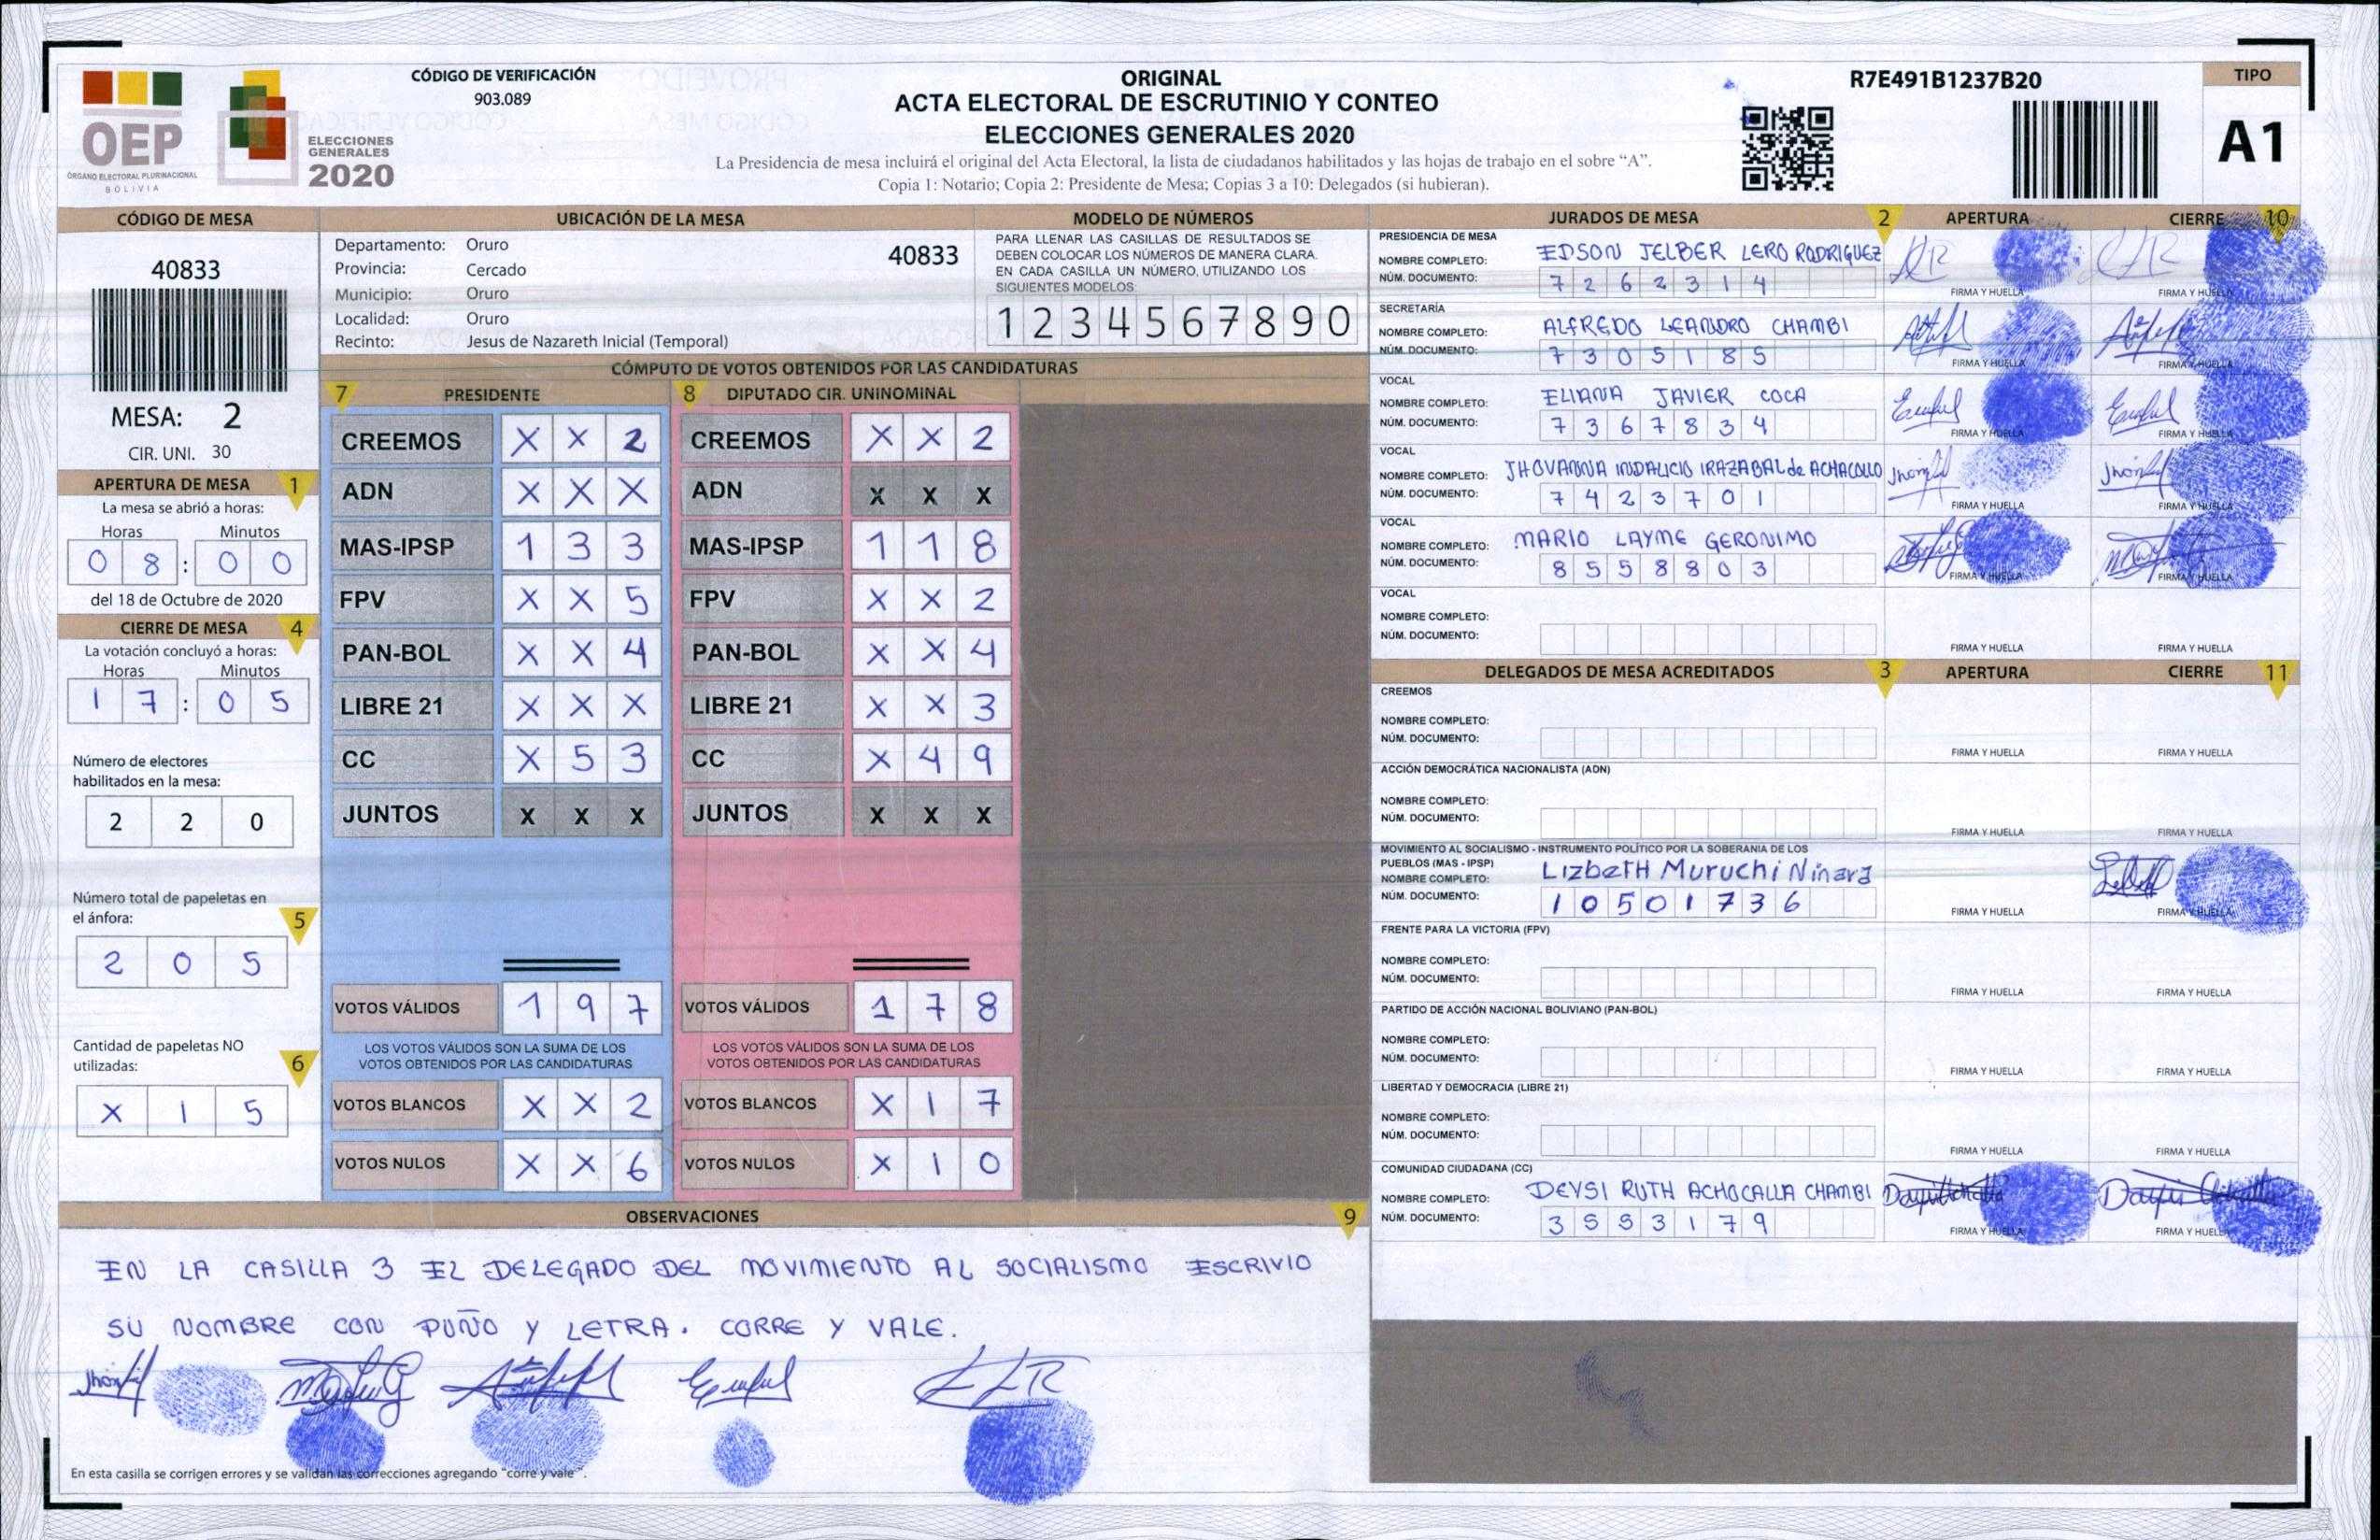 OEP
ÓRGANO ELECTORAL PLURINACIONAL
BOLIVIA
ELECCIONES
GENERALES
2020
CÓDIGO DE VERIFICACIÓN
903.089
ORIGINAL
ACTA ELECTORAL DE ESCRUTINIO Y CONTEO
ELECCIONES GENERALES 2020
La Presidencia de mesa incluirá el original del Acta Electoral, la lista de ciudadanos habilitados y las hojas de trabajo en el sobre “A”.
Copia 1: Notario; Copia 2: Presidente de Mesa; Copias 3 a 10: Delegados (si hubieran).
R7E491B1237B20
TIPO
A1
CÓDIGO DE MESA
40833
MESA: 2
CIR. UNI. 30
APERTURA DE MESA 1
La mesa se abrió a horas:
Horas Minutos
0 8 : 0 0
del 18 de Octubre de 2020
CIERRE DE MESA 4
La votación concluyó a horas:
Horas Minutos
1 7 : 0 5
Número de electores
habilitados en la mesa:
2 2 0
Número total de papeletas en
el ánfora: 5
2 0 5
Cantidad de papeletas NO
utilizadas: 6
X 1 5
UBICACIÓN DE LA MESA
Departamento: Oruro 40833
Provincia: Cercado
Municipio: Oruro
Localidad: Oruro
Recinto: Jesus de Nazareth Inicial (Temporal)
MODELO DE NÚMEROS
PARA LLENAR LAS CASILLAS DE RESULTADOS SE
DEBEN COLOCAR LOS NÚMEROS DE MANERA CLARA.
EN CADA CASILLA UN NÚMERO, UTILIZANDO LOS
SIGUIENTES MODELOS:
1 2 3 4 5 6 7 8 9 0
CÓMPUTO DE VOTOS OBTENIDOS POR LAS CANDIDATURAS
7 PRESIDENTE 8 DIPUTADO CIR. UNINOMINAL
CREEMOS X X 2 CREEMOS X X 2
ADN X X X ADN X X X
MAS-IPSP 1 3 3 MAS-IPSP 1 1 8
FPV X X 5 FPV X X 2
PAN-BOL X X 4 PAN-BOL X X 4
LIBRE 21 X X X LIBRE 21 X X 3
CC X 5 3 CC X 4 9
JUNTOS X X X JUNTOS X X X
VOTOS VÁLIDOS 1 9 7 VOTOS VÁLIDOS 1 7 8
LOS VOTOS VÁLIDOS SON LA SUMA DE LOS LOS VOTOS VÁLIDOS SON LA SUMA DE LOS
VOTOS OBTENIDOS POR LAS CANDIDATURAS VOTOS OBTENIDOS POR LAS CANDIDATURAS
VOTOS BLANCOS X X 2 VOTOS BLANCOS X 1 7
VOTOS NULOS X X 6 VOTOS NULOS X 1 0
OBSERVACIONES 9
EN LA CASILLA 3 EL DELEGADO DEL MOVIMIENTO AL SOCIALISMO ESCRIVIO
SU NOMBRE CON PUÑO Y LETRA. CORRE Y VALE.
En esta casilla se corrigen errores y se validan las correcciones agregando "corre y vale".
JURADOS DE MESA 2 APERTURA CIERRE 10
PRESIDENCIA DE MESA
NOMBRE COMPLETO: EDSON JELBER LERO RODRIGUEZ
NÚM. DOCUMENTO: 7 2 6 2 3 1 4
FIRMA Y HUELLA FIRMA Y HUELLA
SECRETARÍA
NOMBRE COMPLETO: ALFREDO LEANDRO CHAMBI
NÚM. DOCUMENTO: 7 3 0 5 1 8 5
FIRMA Y HUELLA FIRMA Y HUELLA
VOCAL
NOMBRE COMPLETO: ELIANA JAVIER COCA
NÚM. DOCUMENTO: 7 3 6 7 8 3 4
FIRMA Y HUELLA FIRMA Y HUELLA
VOCAL
NOMBRE COMPLETO: JHOVANNA INDALICIO IRAZABAL de ACHACOLLO
NÚM. DOCUMENTO: 7 4 2 3 7 0 1
FIRMA Y HUELLA FIRMA Y HUELLA
VOCAL
NOMBRE COMPLETO: MARIO LAYME GERONIMO
NÚM. DOCUMENTO: 8 5 5 8 8 0 3
FIRMA Y HUELLA FIRMA Y HUELLA
VOCAL
NOMBRE COMPLETO:
NÚM. DOCUMENTO:
FIRMA Y HUELLA FIRMA Y HUELLA
DELEGADOS DE MESA ACREDITADOS 3 APERTURA CIERRE 11
CREEMOS
NOMBRE COMPLETO:
NÚM. DOCUMENTO:
FIRMA Y HUELLA FIRMA Y HUELLA
ACCIÓN DEMOCRÁTICA NACIONALISTA (ADN)
NOMBRE COMPLETO:
NÚM. DOCUMENTO:
FIRMA Y HUELLA FIRMA Y HUELLA
MOVIMIENTO AL SOCIALISMO - INSTRUMENTO POLÍTICO POR LA SOBERANIA DE LOS
PUEBLOS (MAS - IPSP)
NOMBRE COMPLETO: LizbetH Muruchi Ninara
NÚM. DOCUMENTO: 1 0 5 0 1 7 3 6
FIRMA Y HUELLA FIRMA Y HUELLA
FRENTE PARA LA VICTORIA (FPV)
NOMBRE COMPLETO:
NÚM. DOCUMENTO:
FIRMA Y HUELLA FIRMA Y HUELLA
PARTIDO DE ACCIÓN NACIONAL BOLIVIANO (PAN-BOL)
NOMBRE COMPLETO:
NÚM. DOCUMENTO:
FIRMA Y HUELLA FIRMA Y HUELLA
LIBERTAD Y DEMOCRACIA (LIBRE 21)
NOMBRE COMPLETO:
NÚM. DOCUMENTO:
FIRMA Y HUELLA FIRMA Y HUELLA
COMUNIDAD CIUDADANA (CC)
NOMBRE COMPLETO: DEYSI RUTH ACHOCALLA CHAMBI
NÚM. DOCUMENTO: 3 5 5 3 1 7 9
FIRMA Y HUELLA FIRMA Y HUELLA